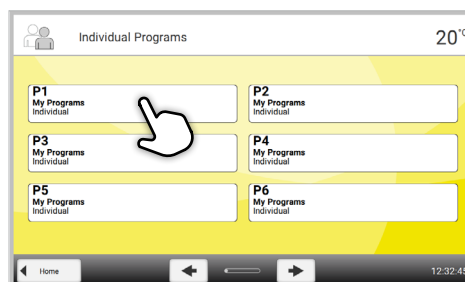 Individual Programs
20°C
P1
My Programs
Individual
P2
My Programs
Individual
P3
My Programs
Individual
P4
My Programs
Individual
P5
My Programs
Individual
P6
My Programs
Individual
Home
12:32:45